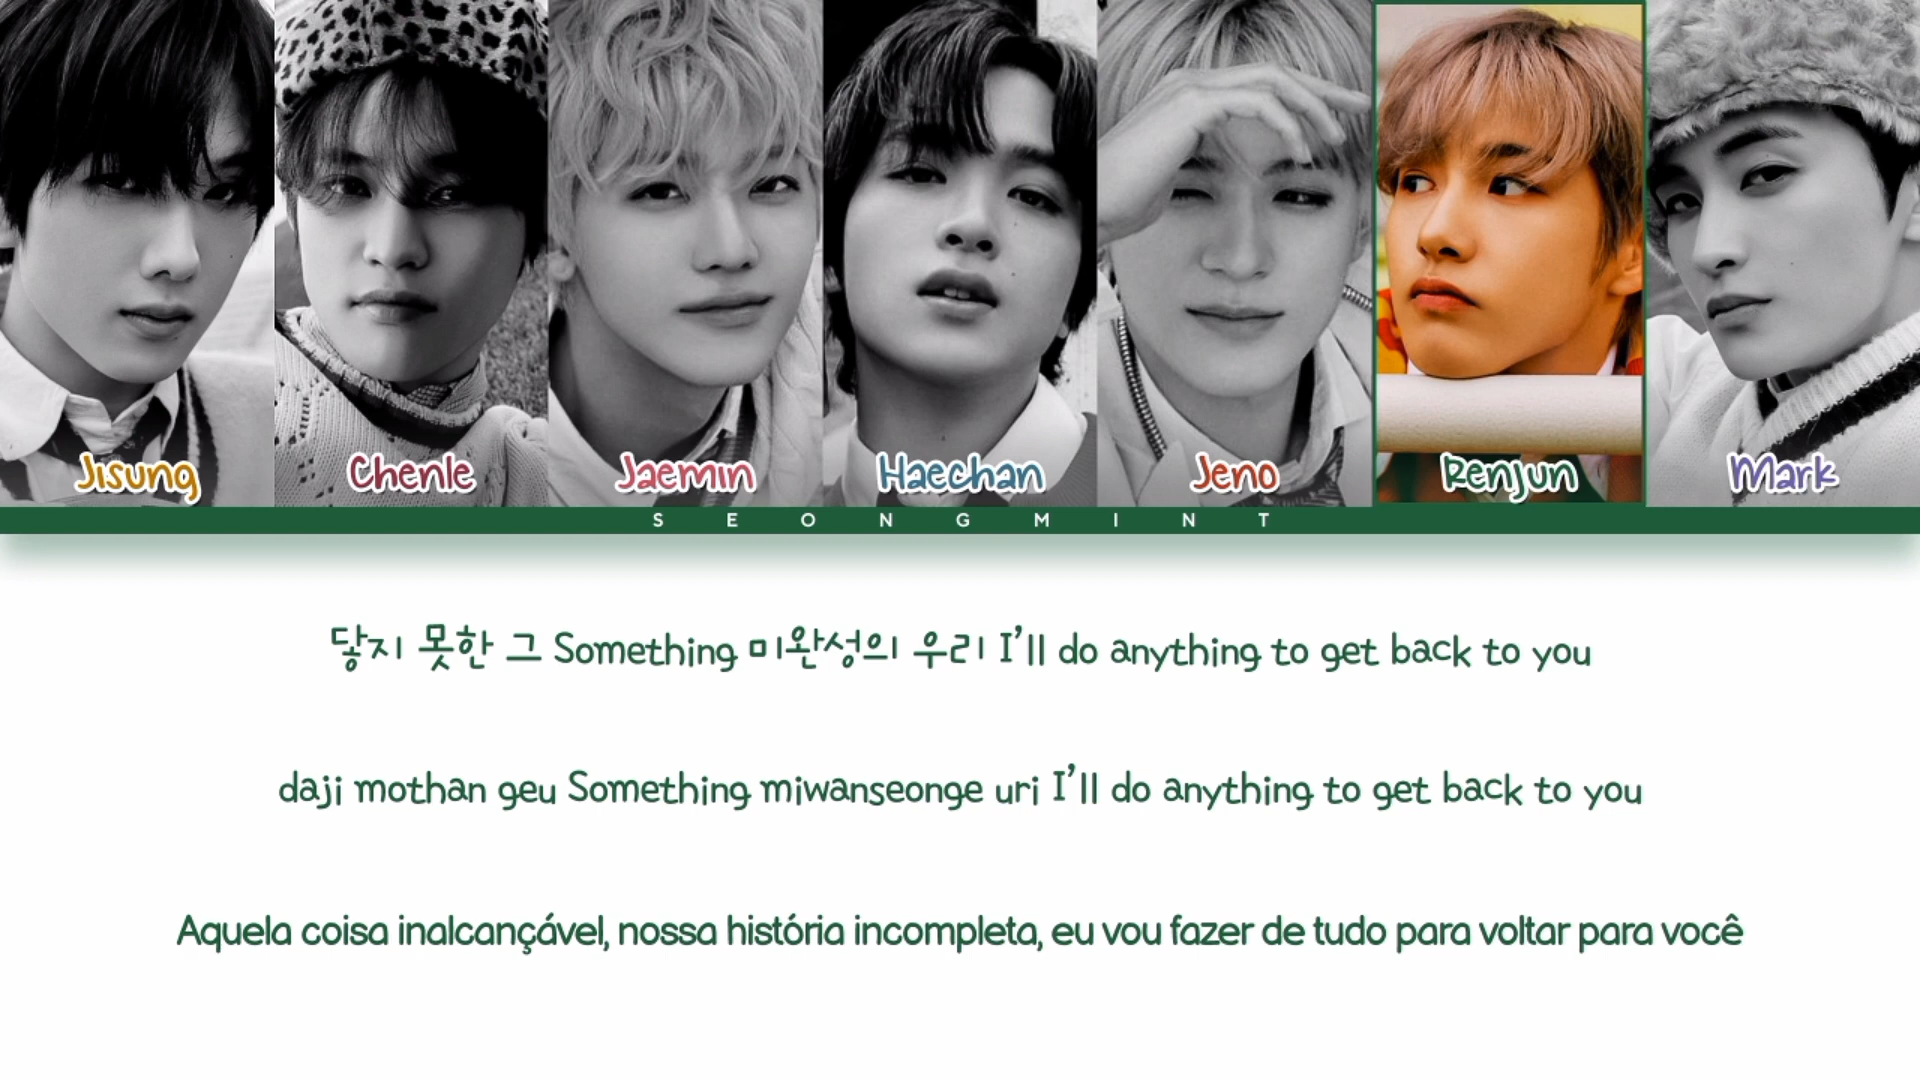 Jisung Chenle Jaemin Haechan Jeno Renjun Mark
SEONGMINT
닿지 못한 그 Something 미완성의 우리 I'll do anything to get back to you
daji mothan geu Something miwanseonge uri I'll do anything to get back to you
Aquela coisa inalcançável, nossa história incompleta, eu vou fazer de tudo para voltar para você